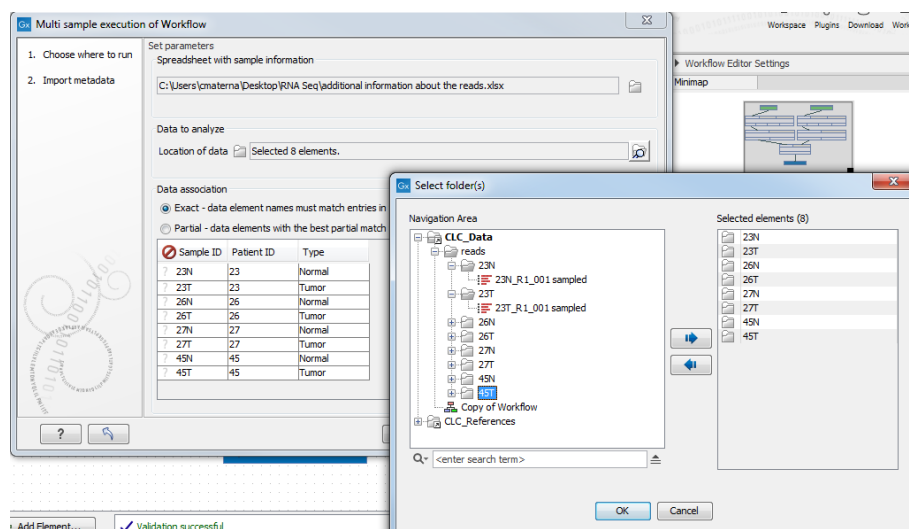 Gx Multi sample execution of Workflow
1. Choose where to run
2. Import metadata
Set parameters
Spreadsheet with sample information
C:\Users\cmaterna\Desktop\RNA Seq\additional information about the reads.xlsx
Data to analyze
Location of data Selected 8 elements.
Data association
Exact - data element names must match entries in
Partial - data elements with the best partial match
Sample ID Patient ID Type
? 23N 23 Normal
? 23T 23 Tumor
? 26N 26 Normal
? 26T 26 Tumor
? 27N 27 Normal
? 27T 27 Tumor
? 45N 45 Normal
? 45T 45 Tumor
?
Workspace Plugins Download
Workflow Editor Settings
Minimap
Gx Select folder(s)
Navigation Area
CLC_Data
reads
23N
23N_R1_001 sampled
23T
23T_R1_001 sampled
26N
26T
27N
27T
45N
45T
Copy of Workflow
CLC_References
<enter search term>
Selected elements (8)
23N
23T
26N
26T
27N
27T
45N
45T
OK Cancel
Add Element...
Validation successful